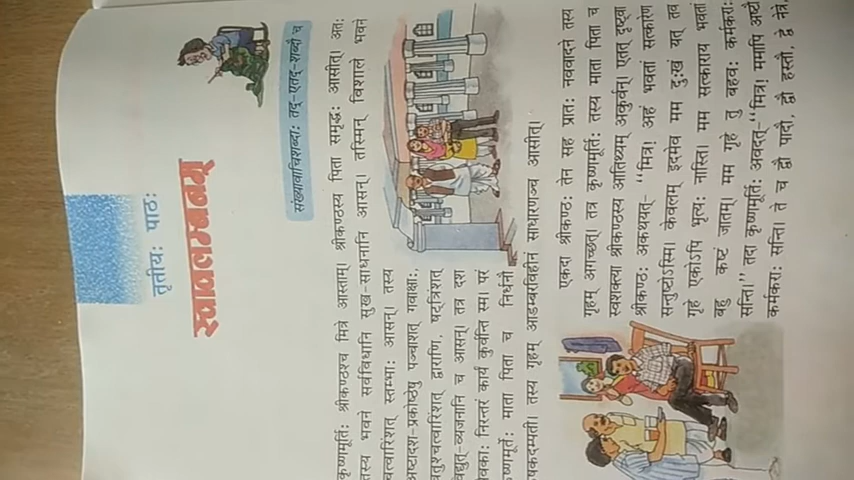 तृतीयः पाठः
स्वावलम्बनम्
संख्यावाचिशब्दाः तद्-एतद्-शब्दौ च
कृष्णमूर्तिः श्रीकण्ठश्च मित्रे आस्ताम्। श्रीकण्ठस्य पिता समृद्धः आसीत्। अतः
तस्य भवने सर्वविधानि सुख-साधनानि आसन्। तस्मिन् विशाले भवने
चत्वारिंशत् स्तम्भाः आसन्। तस्य
अष्टादश-प्रकोष्ठेषु पञ्चाशत् गवाक्षाः,
चतुश्चत्वारिंशत् द्वाराणि, षट्त्रिंशत्
विद्युत्-व्यजनानि च आसन्। तत्र दश
सेवकाः निरन्तरं कार्यं कुर्वन्ति स्म। परं
कृष्णमूर्तेः माता पिता च निर्धनौ
कृषकदम्पती। तस्य गृहम् आडम्बरविहीनं साधारणञ्च आसीत्।
एकदा श्रीकण्ठः तेन सह प्रातः नववादने तस्य
गृहम् अगच्छत्। तत्र कृष्णमूर्तिः तस्य माता पिता च
स्वशक्त्या श्रीकण्ठस्य आतिथ्यम् अकुर्वन्। एतत् दृष्ट्वा
श्रीकण्ठः अकथयत्- "मित्र! अहं भवतां सत्कारेण
सन्तुष्टोऽस्मि। केवलम् इदमेव मम दुःखं यत् तव
गृहे एकोऽपि भृत्यः नास्ति। मम सत्काराय भवतां
बहु कष्टं जातम्। मम गृहे तु बहवः कर्मकराः
सन्ति।" तदा कृष्णमूर्तिः अवदत्-"मित्र! ममापि अष्टौ
कर्मकराः सन्ति। ते च द्वौ पादौ, द्वौ हस्तौ, द्वे नेत्रे,